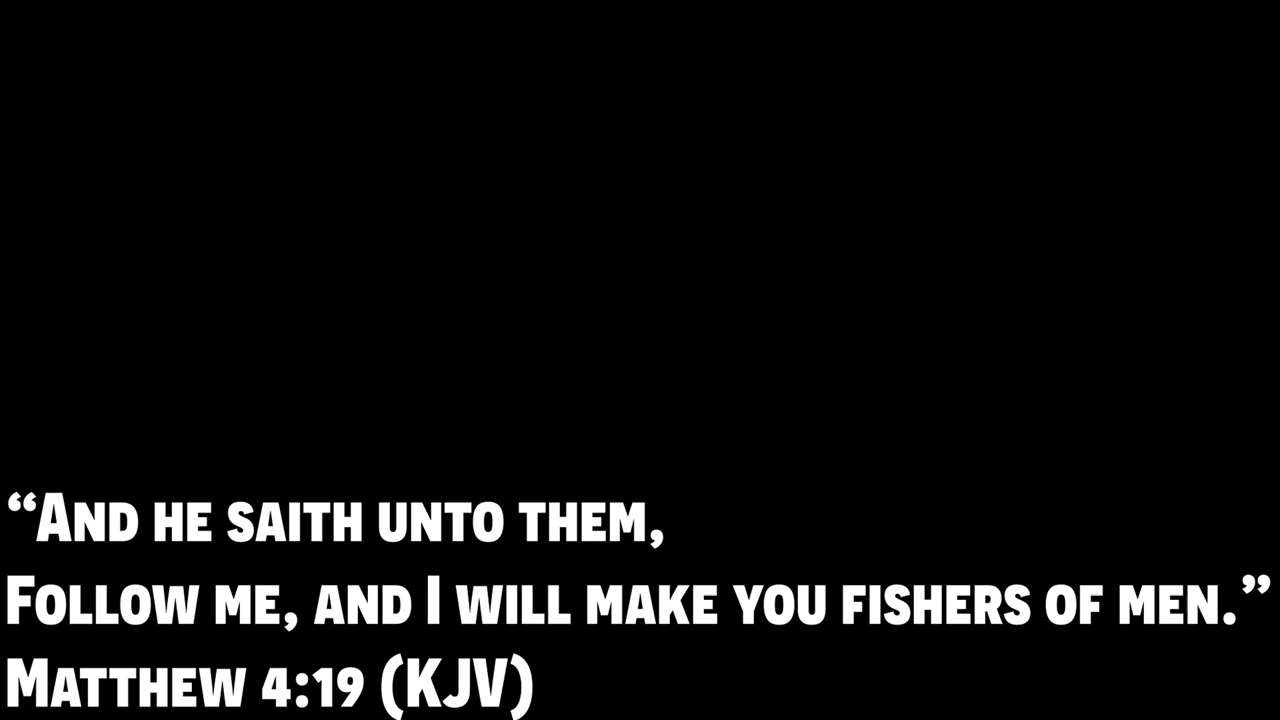 “And he saith unto them,
Follow me, and I will make you fishers of men.”
Matthew 4:19 (KJV)